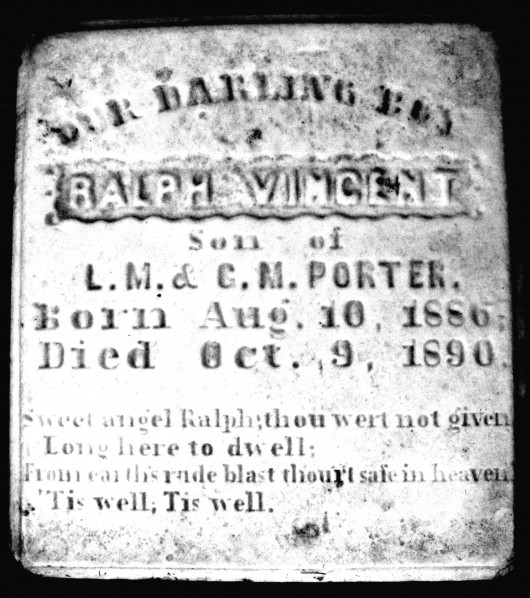 OUR DARLING BOY
RALPH VINCENT
Son of
L. M. & C. M. PORTER.
Born Aug. 10, 1886;
Died Oct. 9, 1890.
Sweet angel Ralph; thou wert not given
Long here to dwell;
From earth's rude blast thou'rt safe in heaven
'Tis well; Tis well.